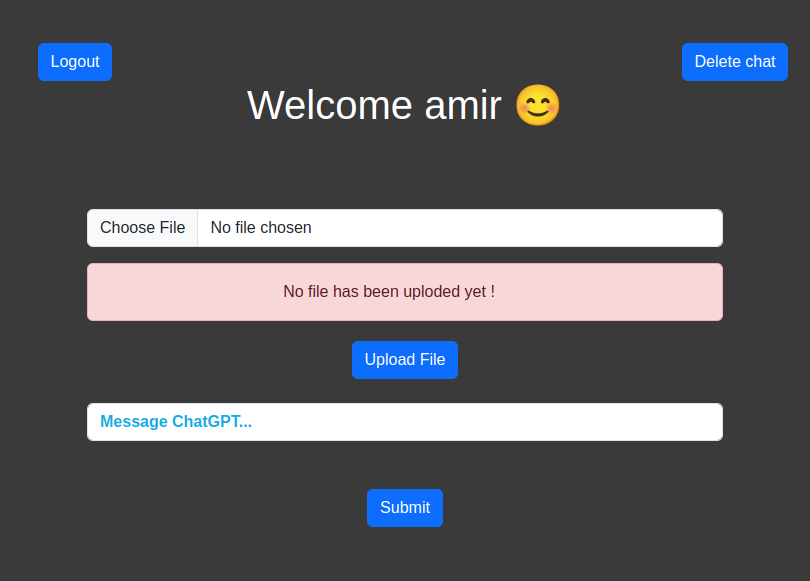 Logout
Delete chat
Welcome amir 😊
Choose File
No file chosen
No file has been uploded yet !
Upload File
Message ChatGPT...
Submit